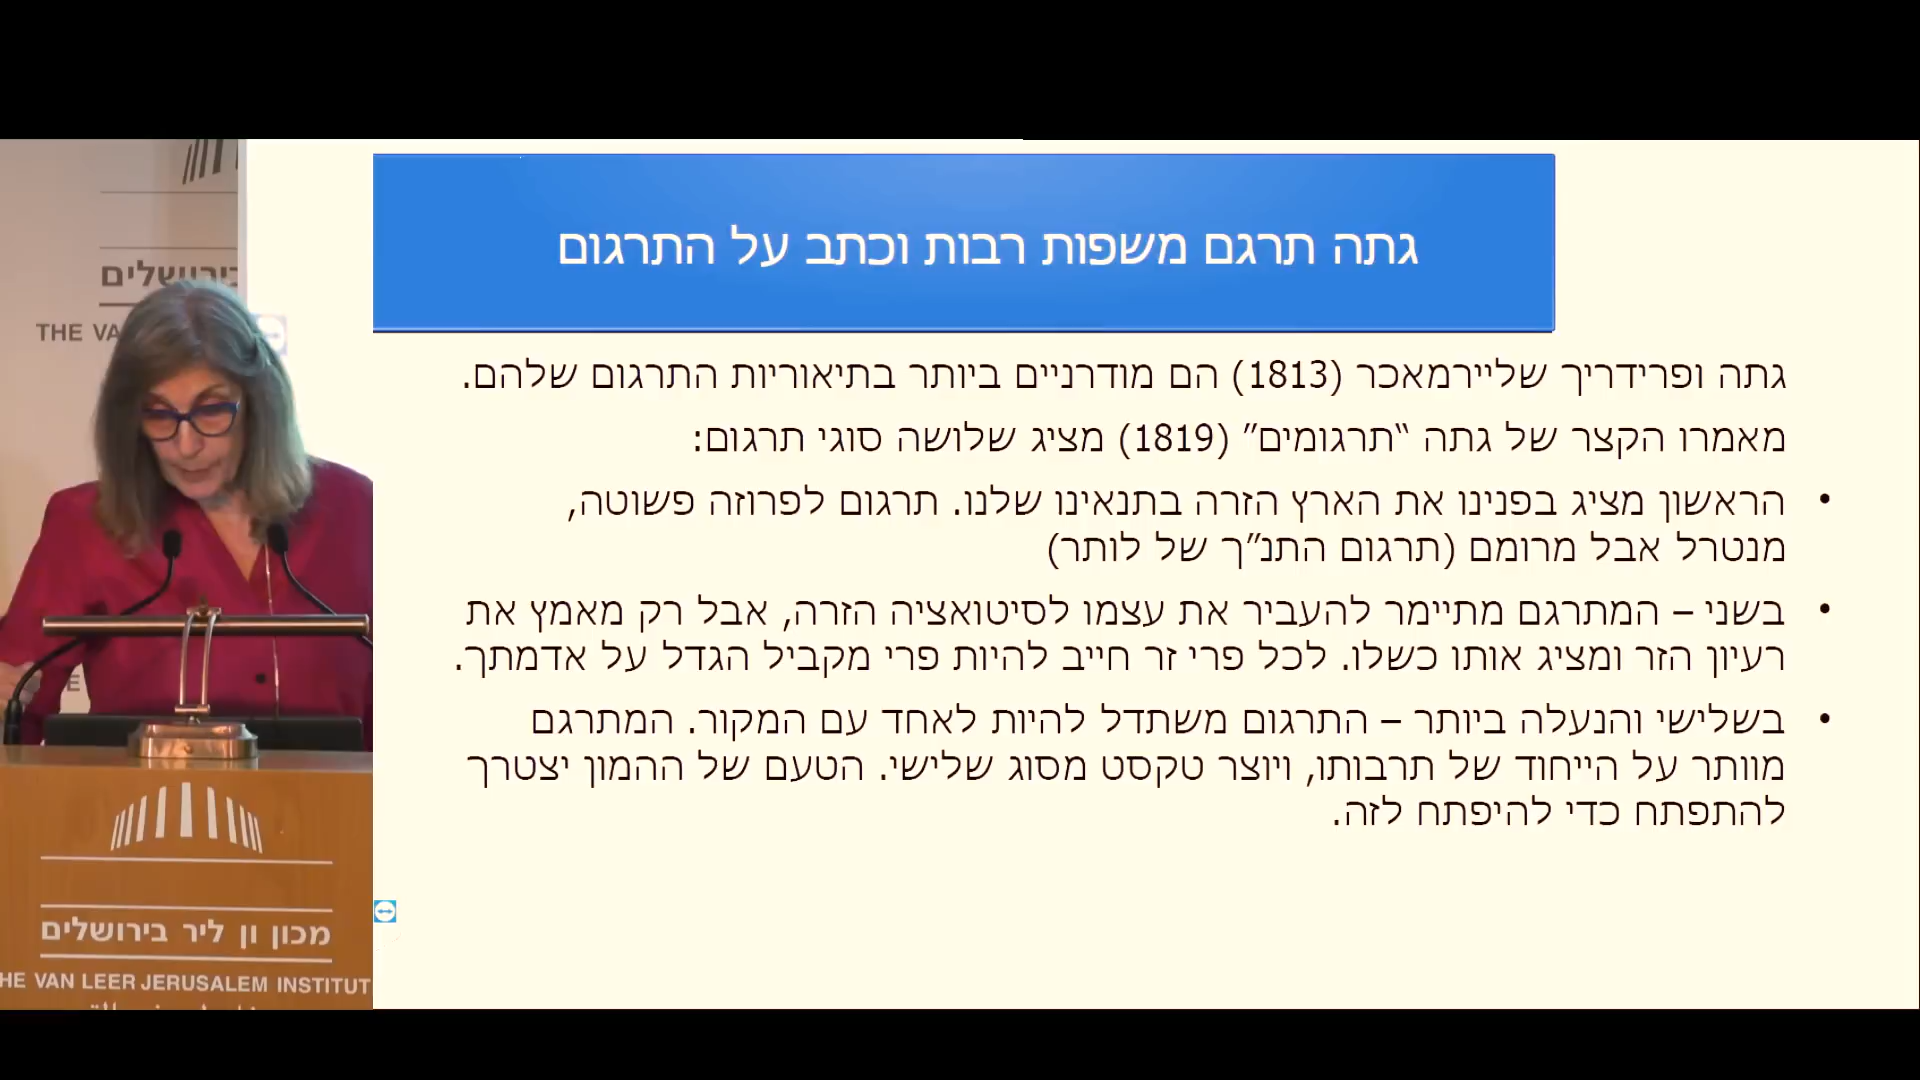 גתה תרגם משפות רבות וכתב על התרגום
גתה ופרידריך שליירמאכר (1813) הם מודרניים ביותר בתיאוריות התרגום שלהם.
מאמרו הקצר של גתה “תרגומים” (1819) מציג שלושה סוגי תרגום:
• הראשון מציג בפנינו את הארץ הזרה בתנאינו שלנו. תרגום לפרוזה פשוטה,
מנטרל אבל מרומם (תרגום התנ”ך של לותר)
• בשני – המתרגם מתיימר להעביר את עצמו לסיטואציה הזרה, אבל רק מאמץ את
רעיון הזר ומציג אותו כשלו. לכל פרי זר חייב להיות פרי מקביל הגדל על אדמתך.
• בשלישי והנעלה ביותר – התרגום משתדל להיות לאחד עם המקור. המתרגם
מוותר על הייחוד של תרבותו, ויוצר טקסט מסוג שלישי. הטעם של ההמון יצטרך
להתפתח כדי להיפתח לזה.
בירושלים
THE VA
מכון ון ליר בירושלים
HE VAN LEER JERUSALEM INSTITUT